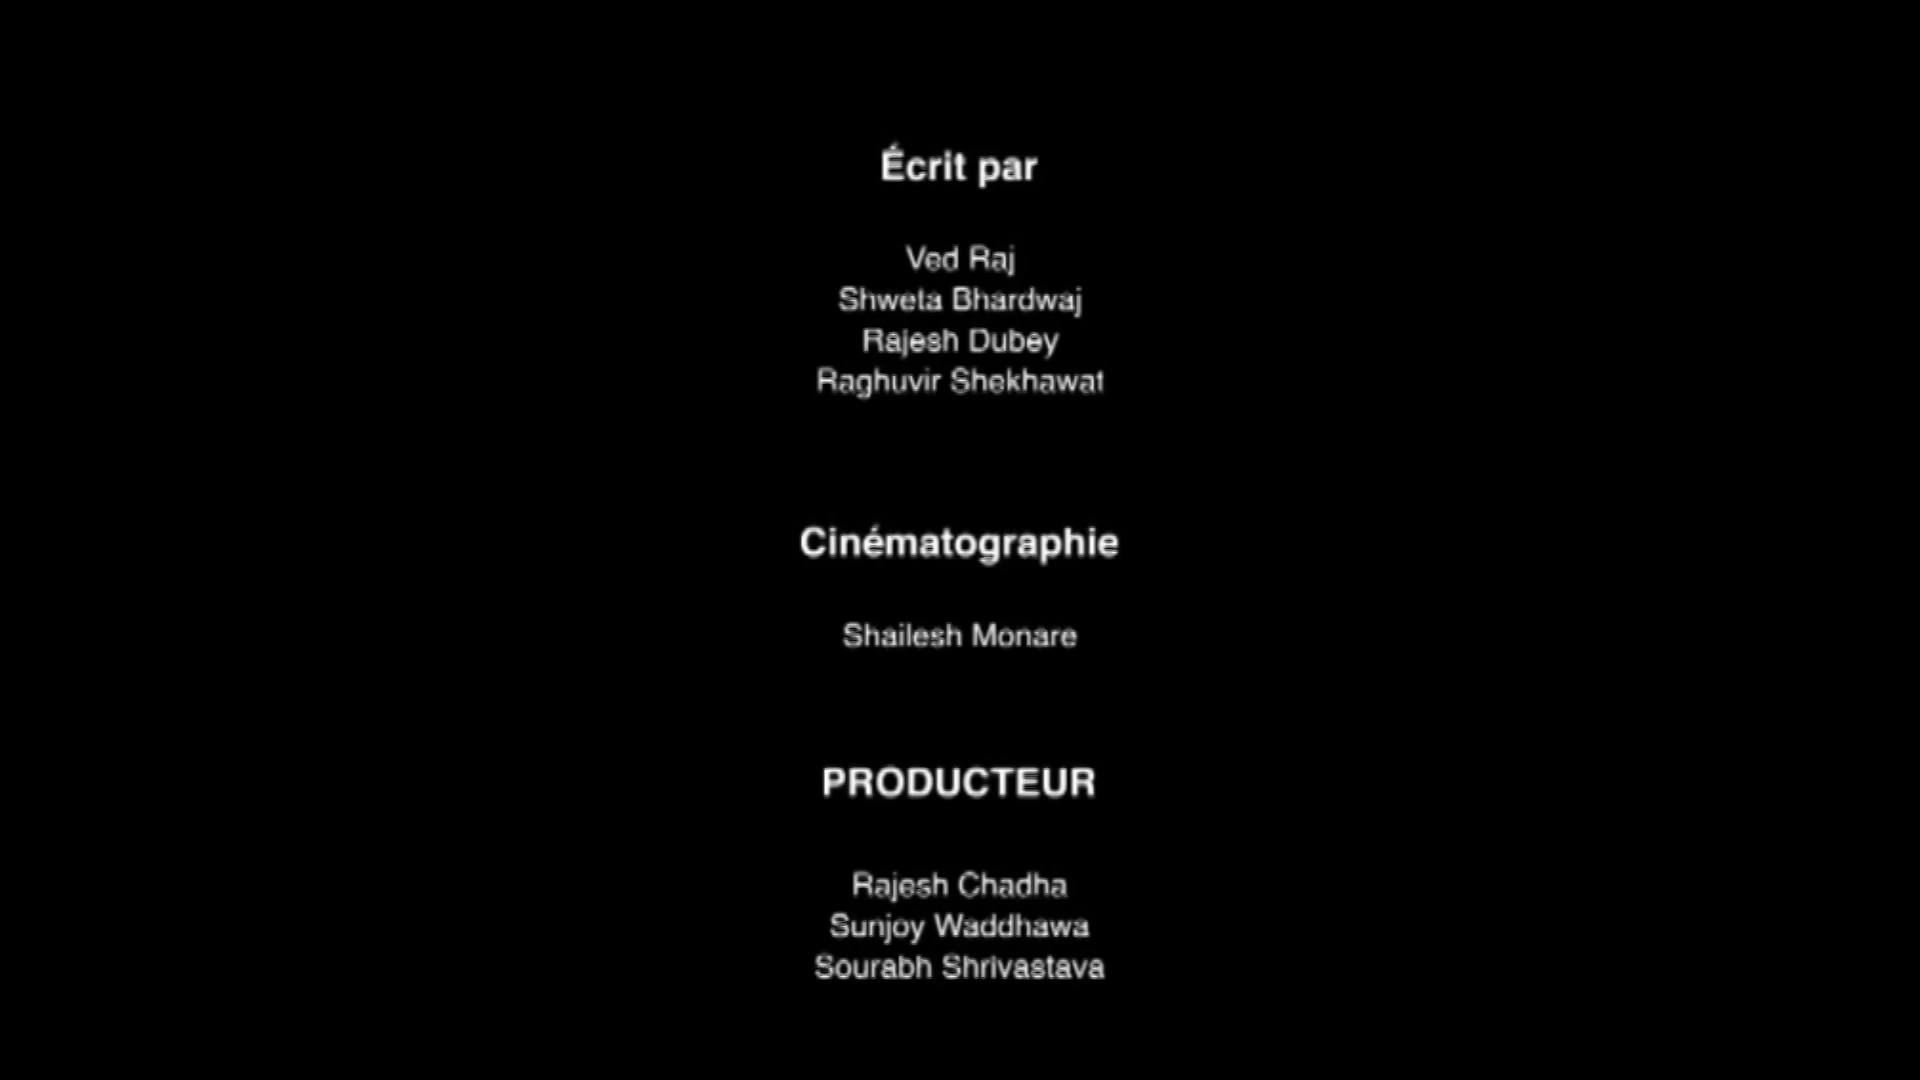 Écrit par
Ved Raj
Shweta Bhardwaj
Rajesh Dubey
Raghuvir Shekhawat
Cinématographie
Shailesh Monare
PRODUCTEUR
Rajesh Chadha
Sunjoy Waddhawa
Sourabh Shrivastava